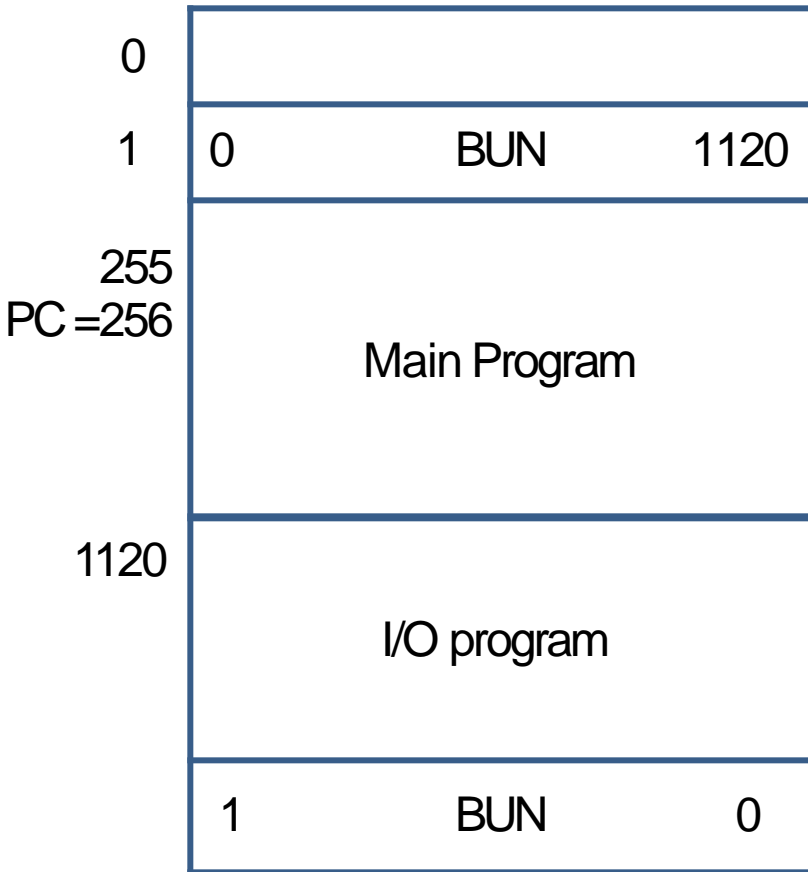 0
1 0 BUN 1120
255
PC =256
Main Program
1120
I/O program
1 BUN 0